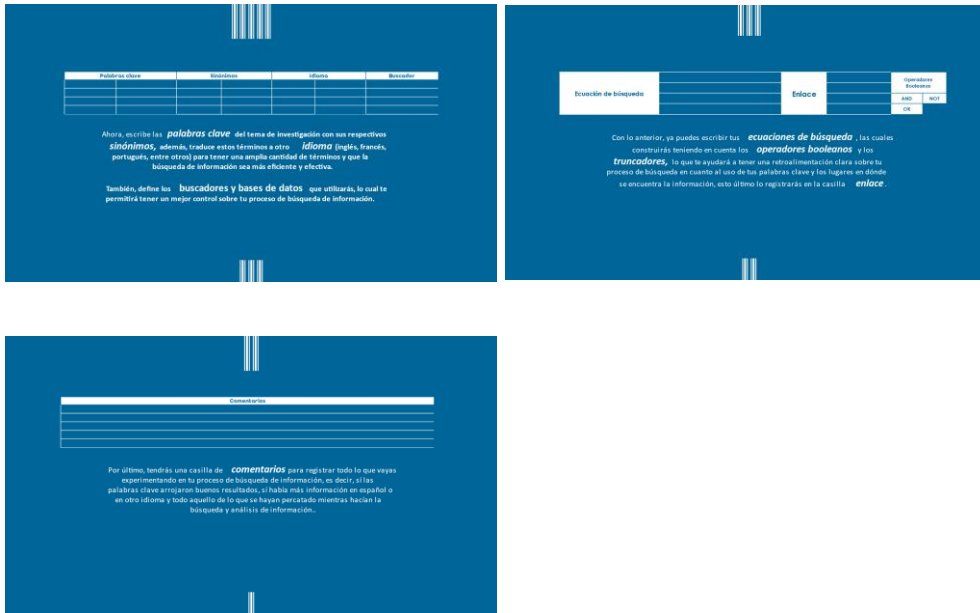 Palabras clave Sinónimos Idioma Buscador
Ahora, escribe las palabras clave del tema de investigación con sus respectivos
sinónimos, además, traduce estos términos a otro idioma (inglés, francés,
portugués, entre otros) para tener una amplia cantidad de términos y que la
búsqueda de información sea más eficiente y efectiva.
También, define los buscadores y bases de datos que utilizarás, lo cual te
permitirá tener un mejor control sobre tu proceso de búsqueda de información.
Ecuación de búsqueda Enlace Operadores
Booleanos
AND NOT
OR
Con lo anterior, ya puedes escribir tus ecuaciones de búsqueda , las cuales
construirás teniendo en cuenta los operadores booleanos y los
truncadores, lo que te ayudará a tener una retroalimentación clara sobre tu
proceso de búsqueda en cuanto al uso de tus palabras clave y los lugares en dónde
se encuentra la información, esto último lo registrarás en la casilla enlace .
Comentarios
Por último, tendrás una casilla de comentarios para registrar todo lo que vayas
experimentando en tu proceso de búsqueda de información, es decir, sí las
palabras clave arrojaron buenos resultados, sí había más información en español o
en otro idioma y todo aquello de lo que se hayan percatado mientras hacían la
búsqueda y análisis de información..